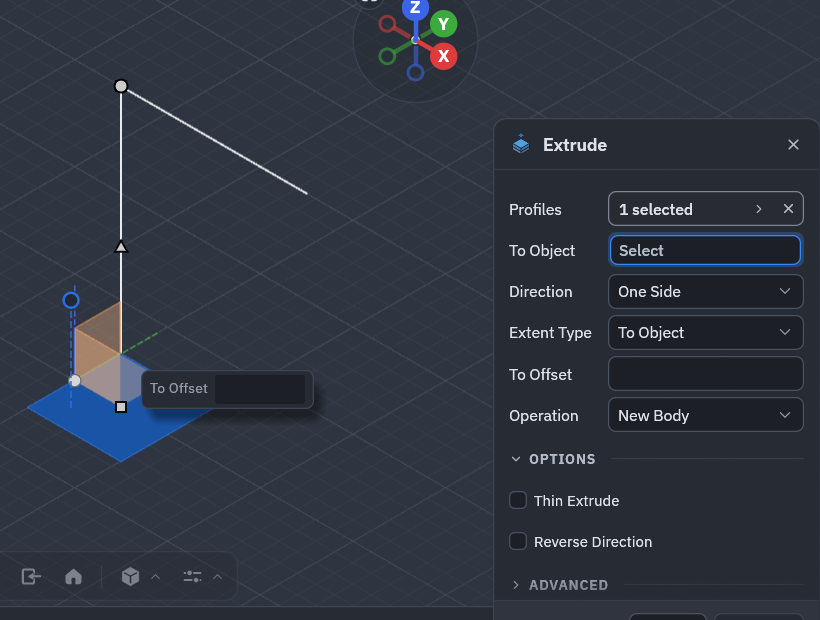 Z
Y
X
Extrude
Profiles
1 selected
To Object
Select
Direction
One Side
Extent Type
To Object
To Offset
To Offset
Operation
New Body
OPTIONS
Thin Extrude
Reverse Direction
ADVANCED